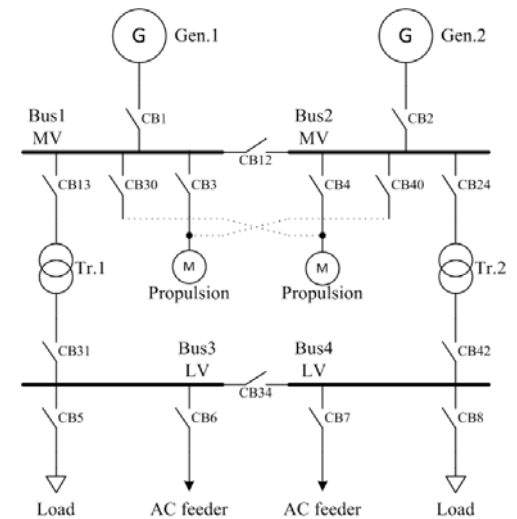 G Gen.1 G Gen.2
CB1 CB2
Bus1 Bus2
MV MV
CB12
CB13 CB30 CB3 CB4 CB40 CB24
Tr.1 M M Tr.2
Propulsion Propulsion
CB31 Bus3 Bus4 CB42
LV LV
CB34
CB5 CB6 CB7 CB8
Load AC feeder AC feeder Load